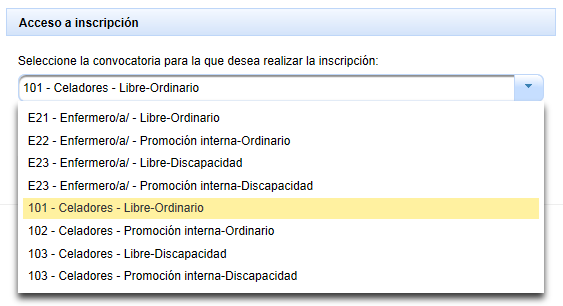 Acceso a inscripción
Seleccione la convocatoria para la que desea realizar la inscripción:
101 - Celadores - Libre-Ordinario
E21 - Enfermero/a/ - Libre-Ordinario
E22 - Enfermero/a/ - Promoción interna-Ordinario
E23 - Enfermero/a/ - Libre-Discapacidad
E23 - Enfermero/a/ - Promoción interna-Discapacidad
101 - Celadores - Libre-Ordinario
102 - Celadores - Promoción interna-Ordinario
103 - Celadores - Libre-Discapacidad
103 - Celadores - Promoción interna-Discapacidad